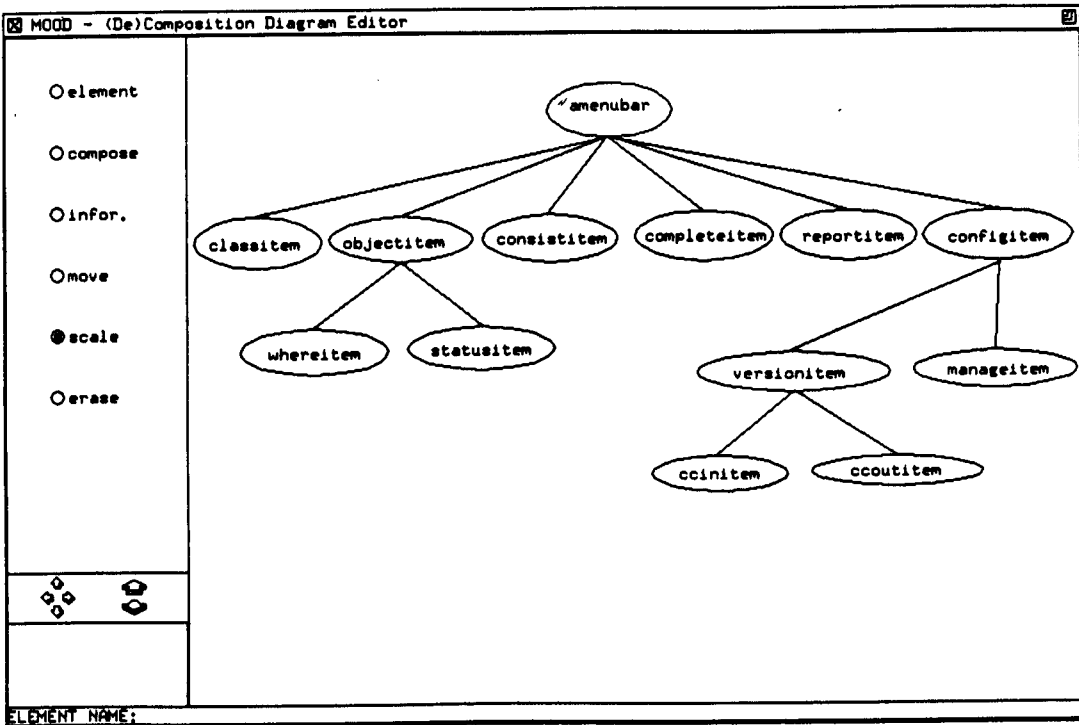 MOOD - (De)Composition Diagram Editor
element
compose
infor.
move
scale
erase
amenubar
classitem
objectitem
consistitem
completeitem
reportitem
configitem
whereitem
statusitem
versionitem
manageitem
ccinitem
ccoutitem
ELEMENT NAME: